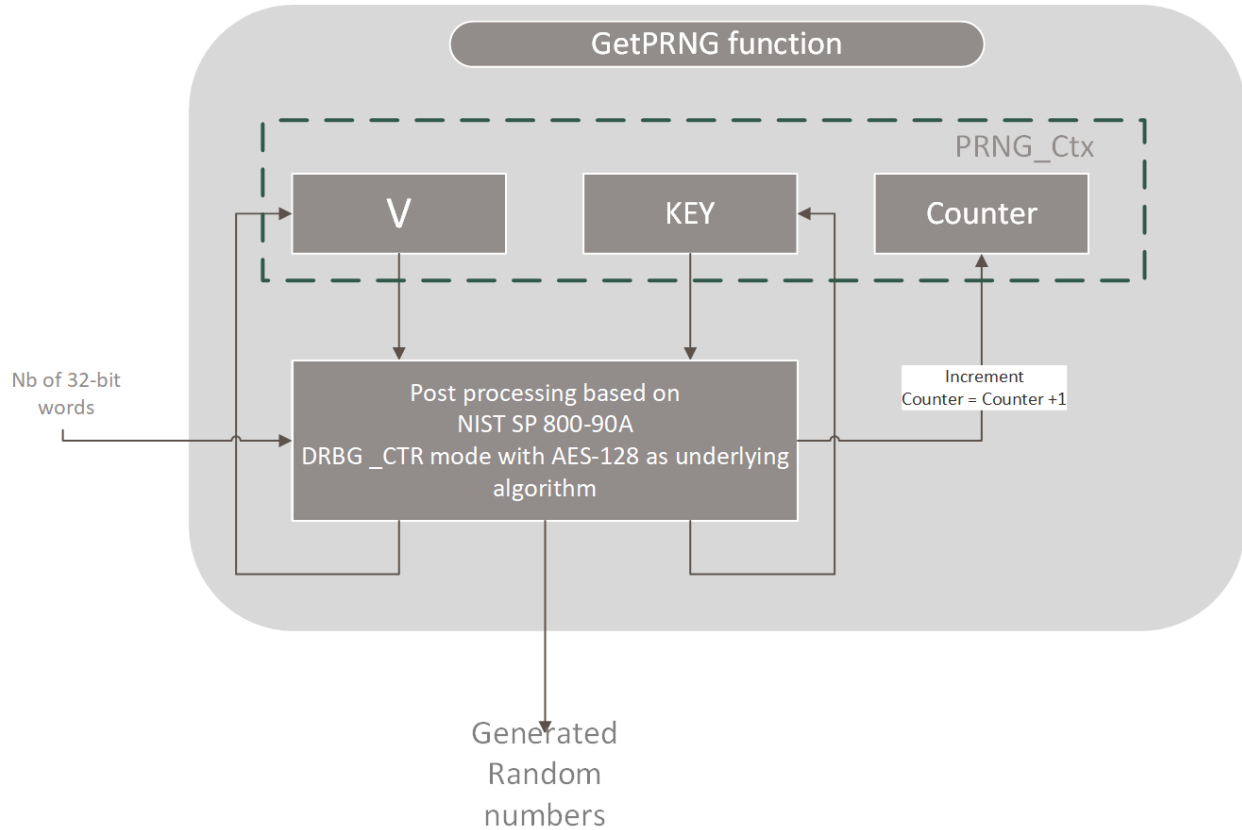 GetPRNG function
PRNG_Ctx
V
KEY
Counter
Nb of 32-bit
words
Post processing based on
NIST SP 800-90A
DRBG _CTR mode with AES-128 as underlying
algorithm
Increment
Counter = Counter +1
Generated
Random
numbers